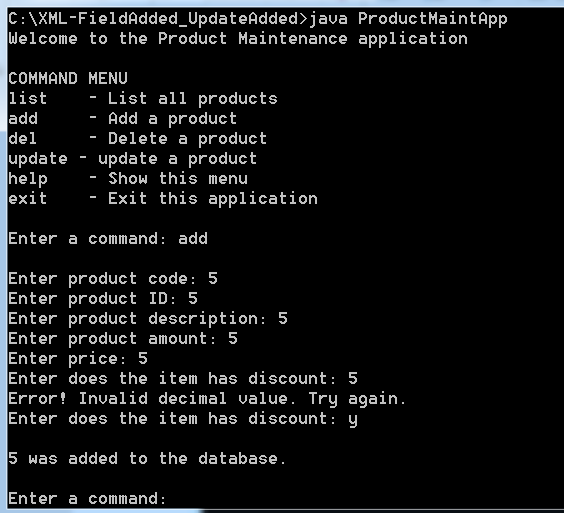 C:\XML-FieldAdded_UpdateAdded>java ProductMaintApp
Welcome to the Product Maintenance application
COMMAND MENU
list    - List all products
add     - Add a product
del     - Delete a product
update - update a product
help    - Show this menu
exit    - Exit this application
Enter a command: add
Enter product code: 5
Enter product ID: 5
Enter product description: 5
Enter product amount: 5
Enter price: 5
Enter does the item has discount: 5
Error! Invalid decimal value. Try again.
Enter does the item has discount: y
5 was added to the database.
Enter a command: